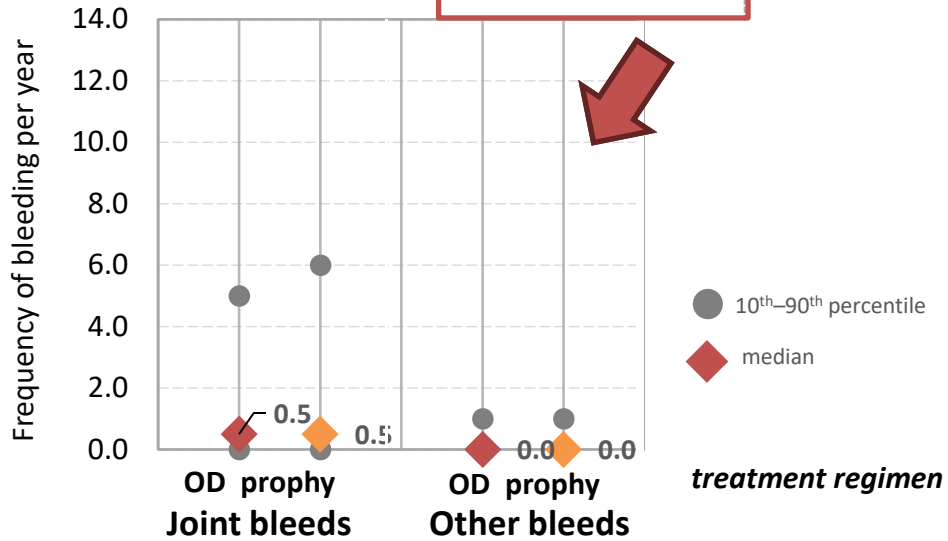 Frequency of bleeding per year
14.0
12.0
10.0
8.0
6.0
4.0
2.0
0.0
0.5
0.5
0.0
0.0
OD prophy
Joint bleeds
OD prophy
Other bleeds
10th–90th percentile
median
treatment regimen